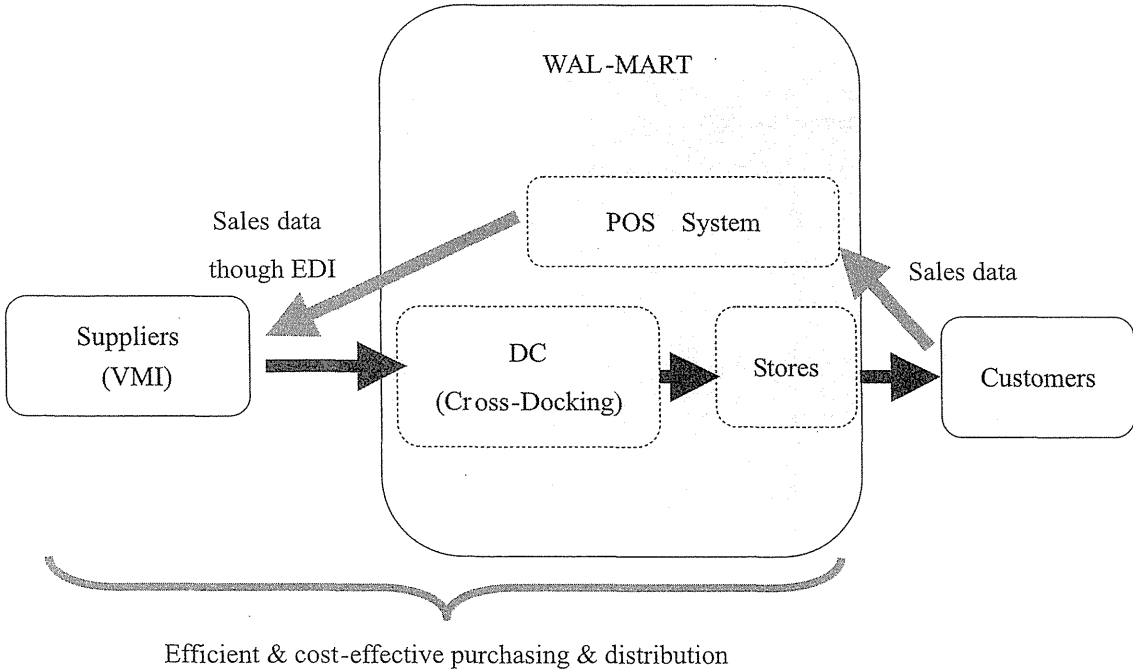 WAL-MART
POS System
Sales data
though EDI
Sales data
Suppliers
(VMI)
DC
(Cross-Docking)
Stores
Customers
Efficient & cost-effective purchasing & distribution